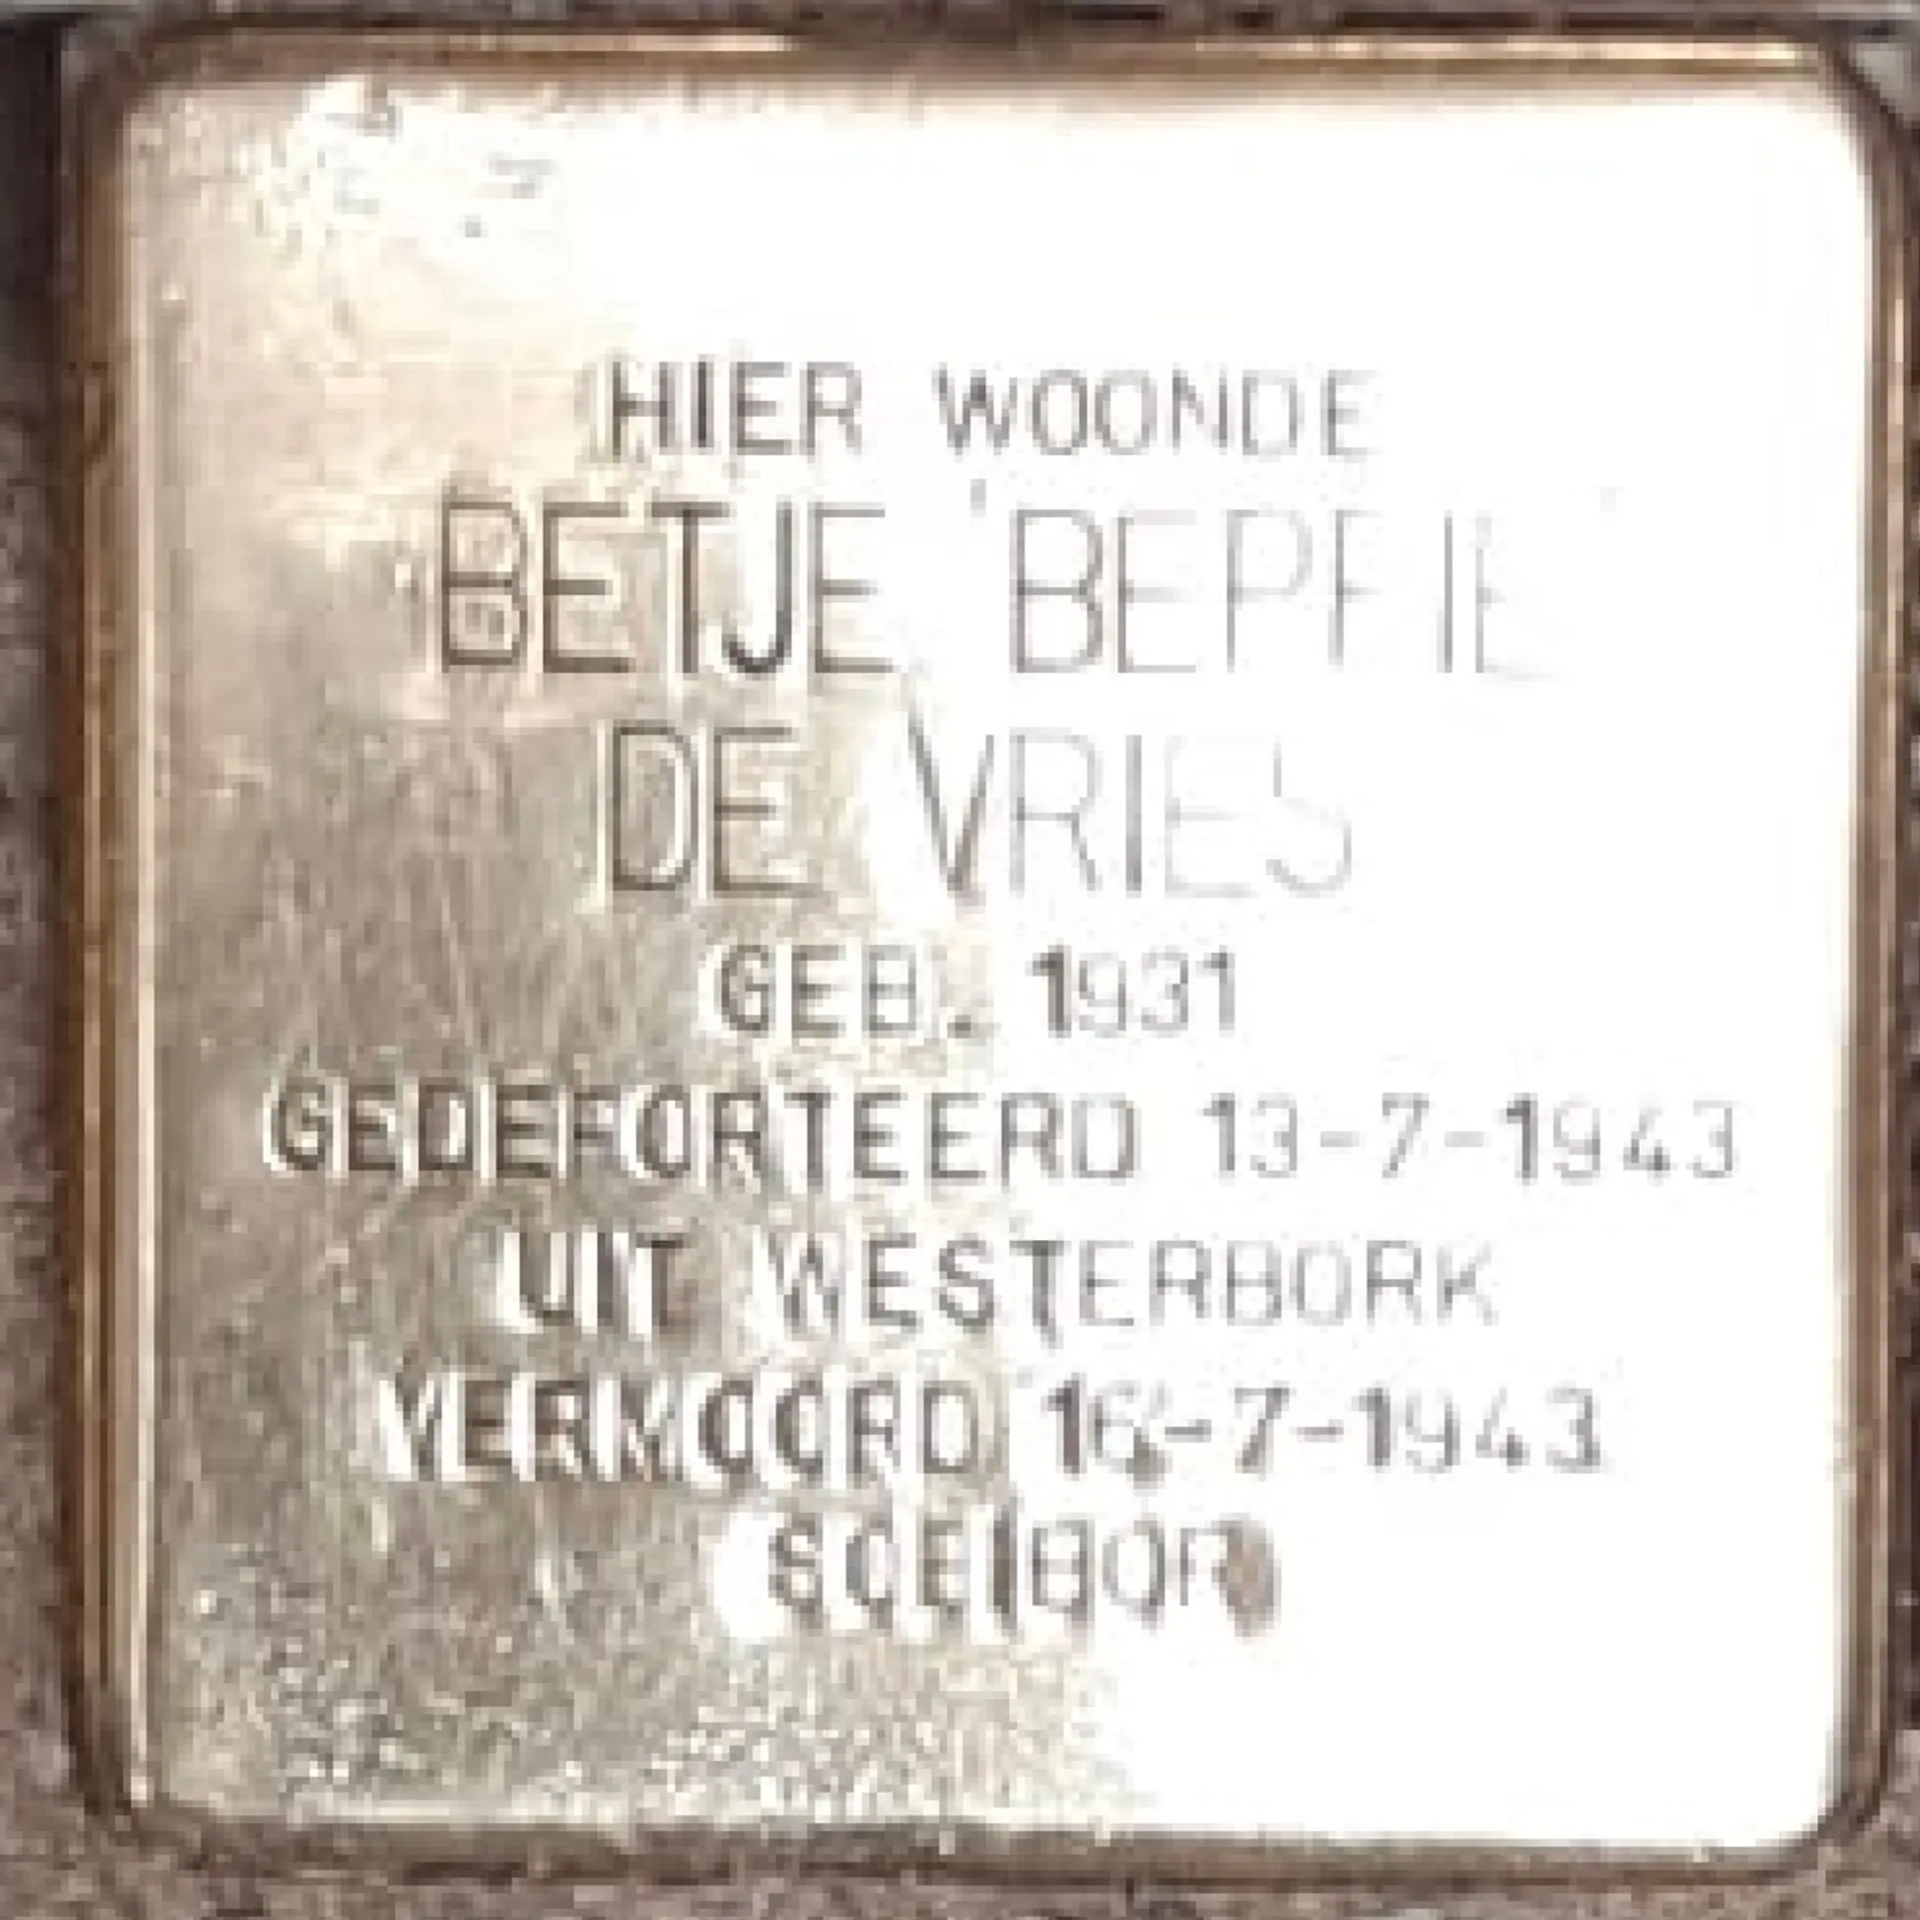 HIER WOONDE
BETJE 'BEPPIE'
DE VRIES
GEB. 1931
GEDEPORTEERD 13-7-1943
UIT WESTERBORK
VERMOORD 16-7-1943
SOBIBOR